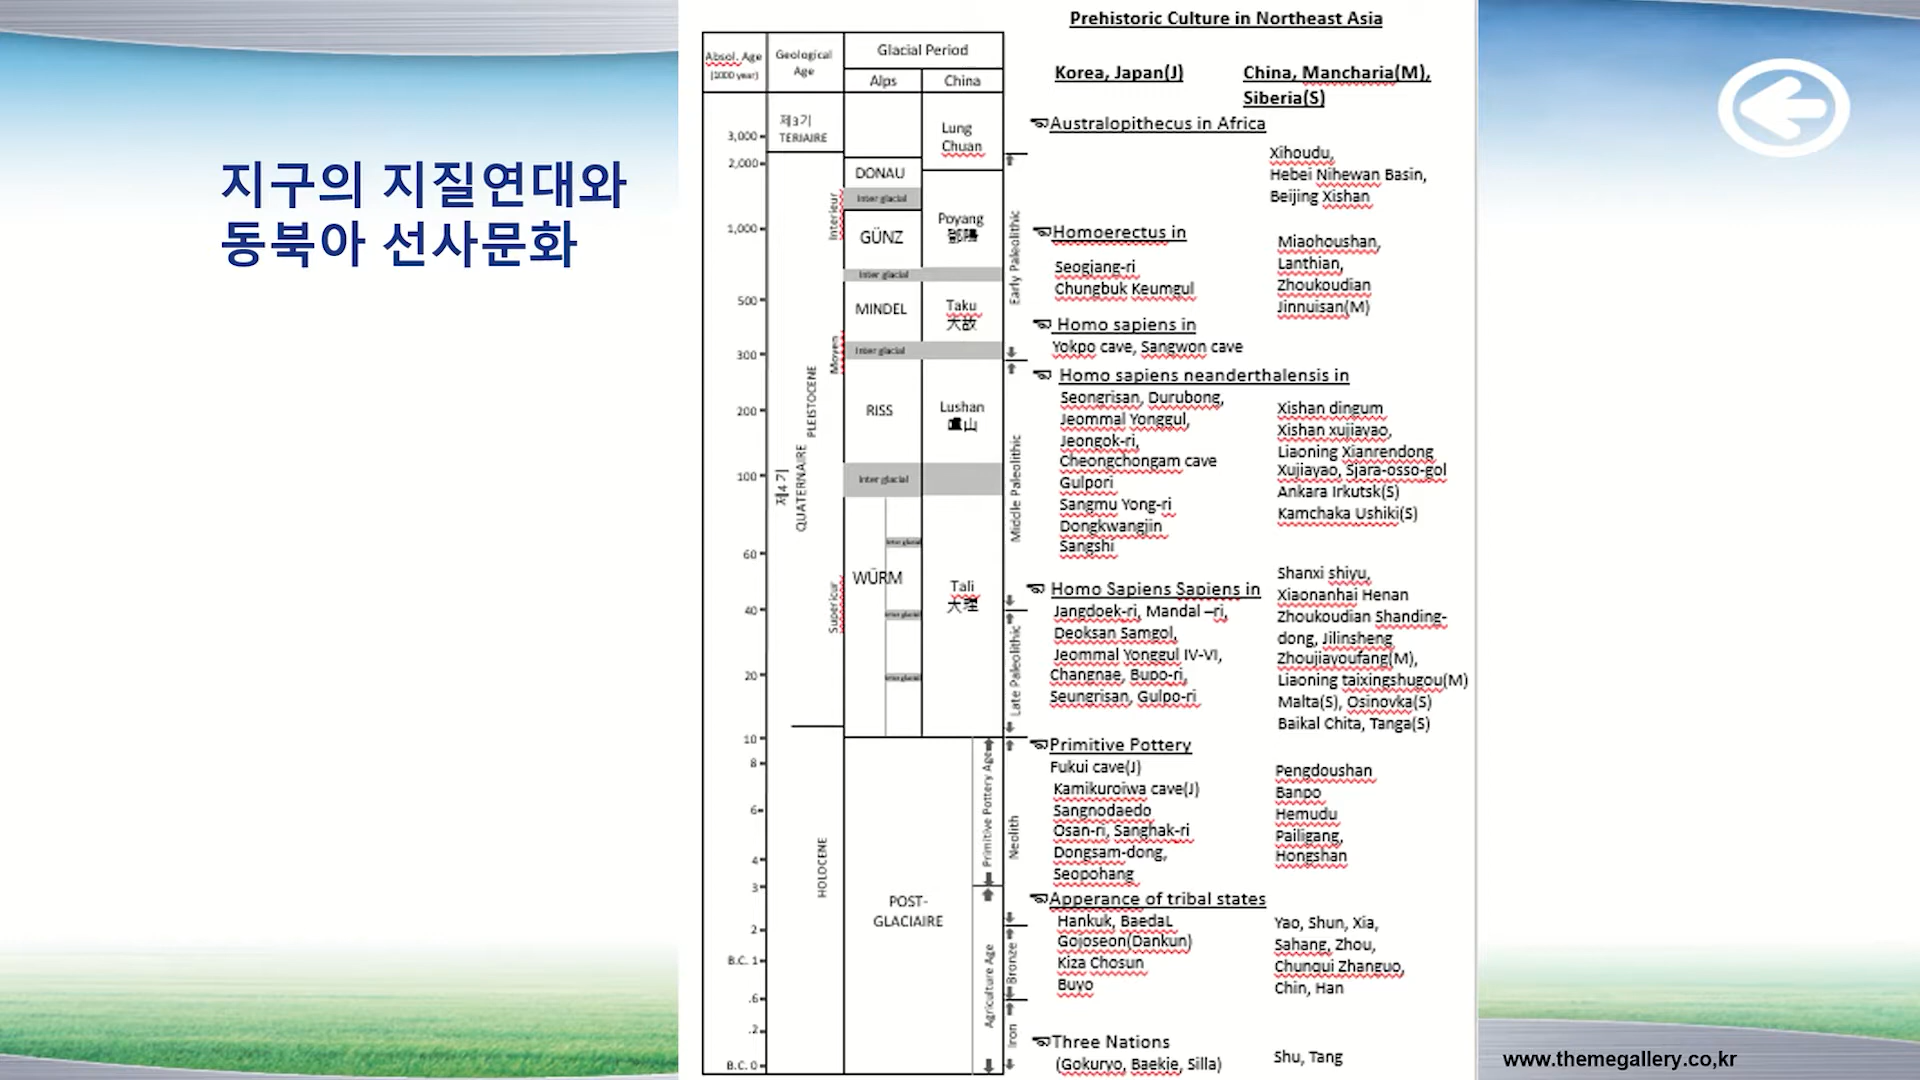 지구의 지질연대와
동북아 선사문화
Prehistoric Culture in Northeast Asia
Absol. Age
(1000 year)
Geological
Age
Glacial Period
Alps
China
Korea, Japan(J)
China, Mancharia(M),
Siberia(S)
3,000
2,000
1,000
500
300
200
100
60
40
20
10
8
6
4
3
2
B.C. 1
.6
.2
B.C. 0
제3기
TERIAIRE
제4기
QUATERNAIRE
PLEISTOCENE
HOLOCENE
Interieur
Moyen
Supericur
DONAU
Inter glacial
GÜNZ
Inter glacial
MINDEL
Inter glacial
RISS
Inter glacial
Inter glacial
WÜRM
Inter glacial
Inter glacial
POST-
GLACIAIRE
Lung
Chuan
Poyang
Taku
大故
Lushan
山
Tali
大理
Primitive Pottery Age
Agriculture Age
Early Paleolithic
Middle Paleolithic
Late Paleolithic
Neolith
Bronze
Iron
Australopithecus in Africa
Xihoudu,
Hebei Nihewan Basin,
Beijing Xishan
Homoerectus in
Seogjang-ri
Chungbuk Keumgul
Miaohoushan,
Lanthian,
Zhoukoudian
Jinnuisan(M)
Homo sapiens in
Yokpo cave, Sangwon cave
Homo sapiens neanderthalensis in
Seongrisan, Durubong,
Jeommal Yonggul,
Jeongok-ri,
Cheongchongam cave
Gulpori
Sangmu Yong-ri
Dongkwangjin
Sangshi
Xishan dingum
Xishan xujiayao,
Liaoning Xianrendong
Xujiayao, Sjara-osso-gol
Ankara Irkutsk(S)
Kamchaka Ushiki(S)
Homo Sapiens Sapiens in
Jangdoek-ri, Mandal –ri,
Deoksan Samgol,
Jeommal Yonggul IV-VI,
Changnae, Bupo-ri,
Seungrisan, Gulpo-ri
Shanxi shiyu,
Xiaonanhai Henan
Zhoukoudian Shanding-
dong, Jilinsheng
Zhoujiayoufang(M),
Liaoning taixingshugou(M)
Malta(S), Osinovka(S)
Baikal Chita, Tanga(S)
Primitive Pottery
Fukui cave(J)
Kamikuroiwa cave(J)
Sangnodaedo
Osan-ri, Sanghak-ri
Dongsam-dong,
Seopohang
Pengdoushan
Banpo
Hemudu
Pailigang,
Hongshan
Apperance of tribal states
Hankuk, BaedaL
Gojoseon(Dankun)
Kiza Chosun
Buyo
Yao, Shun, Xia,
Sahang, Zhou,
Chunqui Zhanguo,
Chin, Han
Three Nations
(Gokuryo, Baekje, Silla)
Shu, Tang
www.themegallery.co,kr